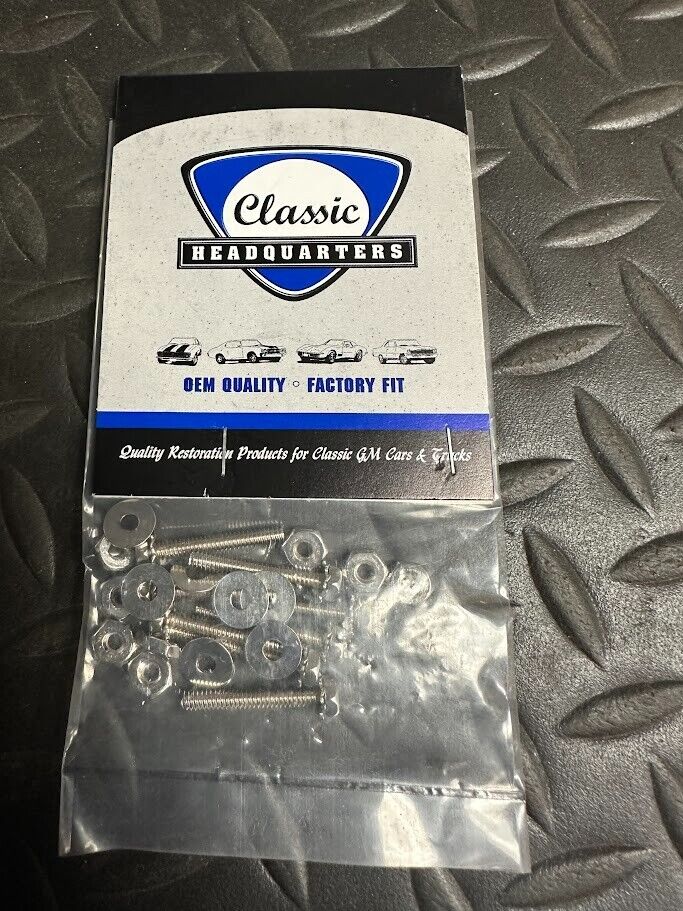 Classic
HEADQUARTERS
OEM QUALITY ◦ FACTORY FIT
Quality Restoration Products for Classic GM Cars & Trucks